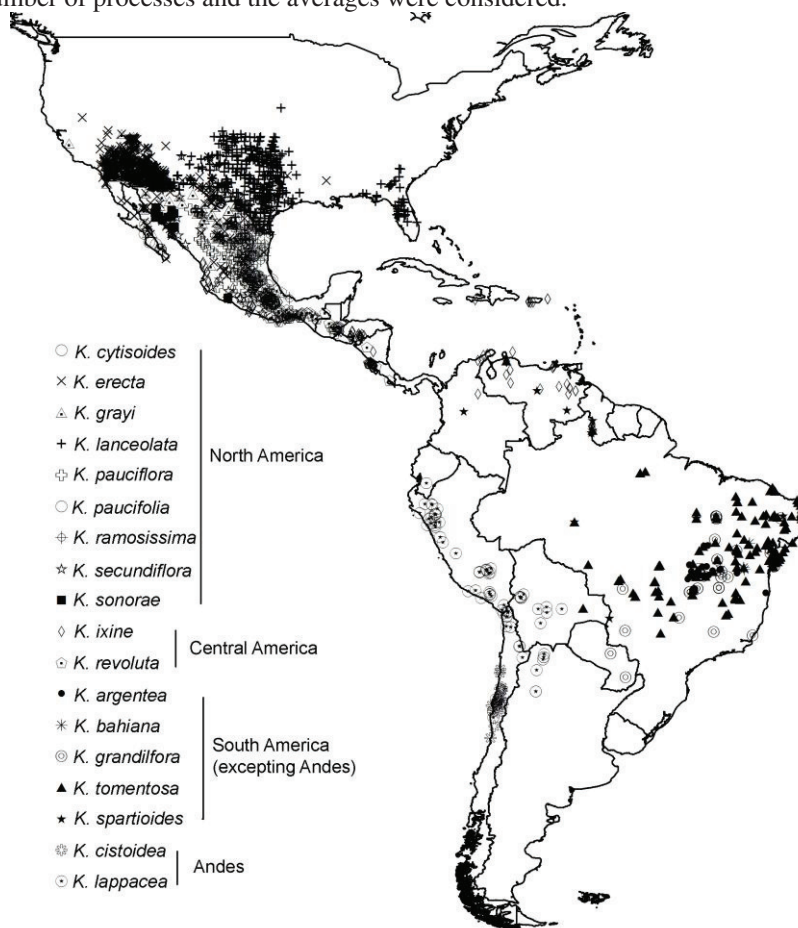 umber of processes and the averages were considered.
K. cytisoides
K. erecta
K. grayi
K. lanceolata
K. pauciflora
K. paucifolia
K. ramosissima
K. secundiflora
K. sonorae
North America
K. ixine
K. revoluta
Central America
K. argentea
K. bahiana
K. grandilfora
K. tomentosa
K. spartioides
South America
(excepting Andes)
K. cistoidea
K. lappacea
Andes